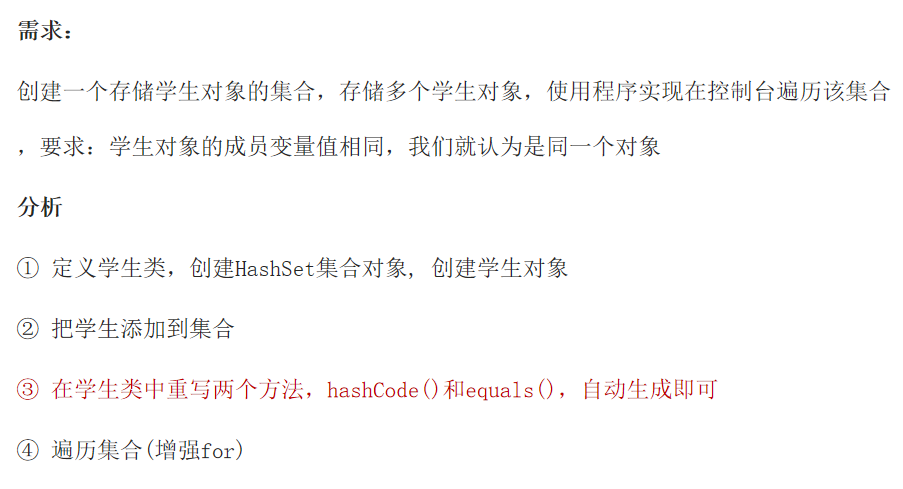 需求：
创建一个存储学生对象的集合，存储多个学生对象，使用程序实现在控制台遍历该集合
，要求：学生对象的成员变量值相同，我们就认为是同一个对象
分析
① 定义学生类，创建HashSet集合对象, 创建学生对象
② 把学生添加到集合
③ 在学生类中重写两个方法，hashCode()和equals()，自动生成即可
④ 遍历集合(增强for)